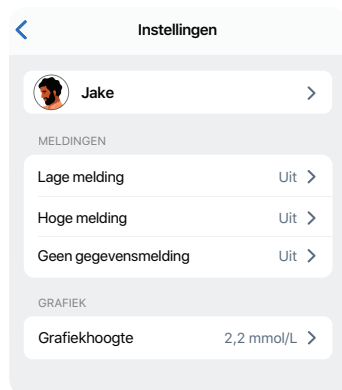 Instellingen
Jake
MELDINGEN
Lage melding Uit
Hoge melding Uit
Geen gegevensmelding Uit
GRAFIEK
Grafiekhoogte 2,2 mmol/L